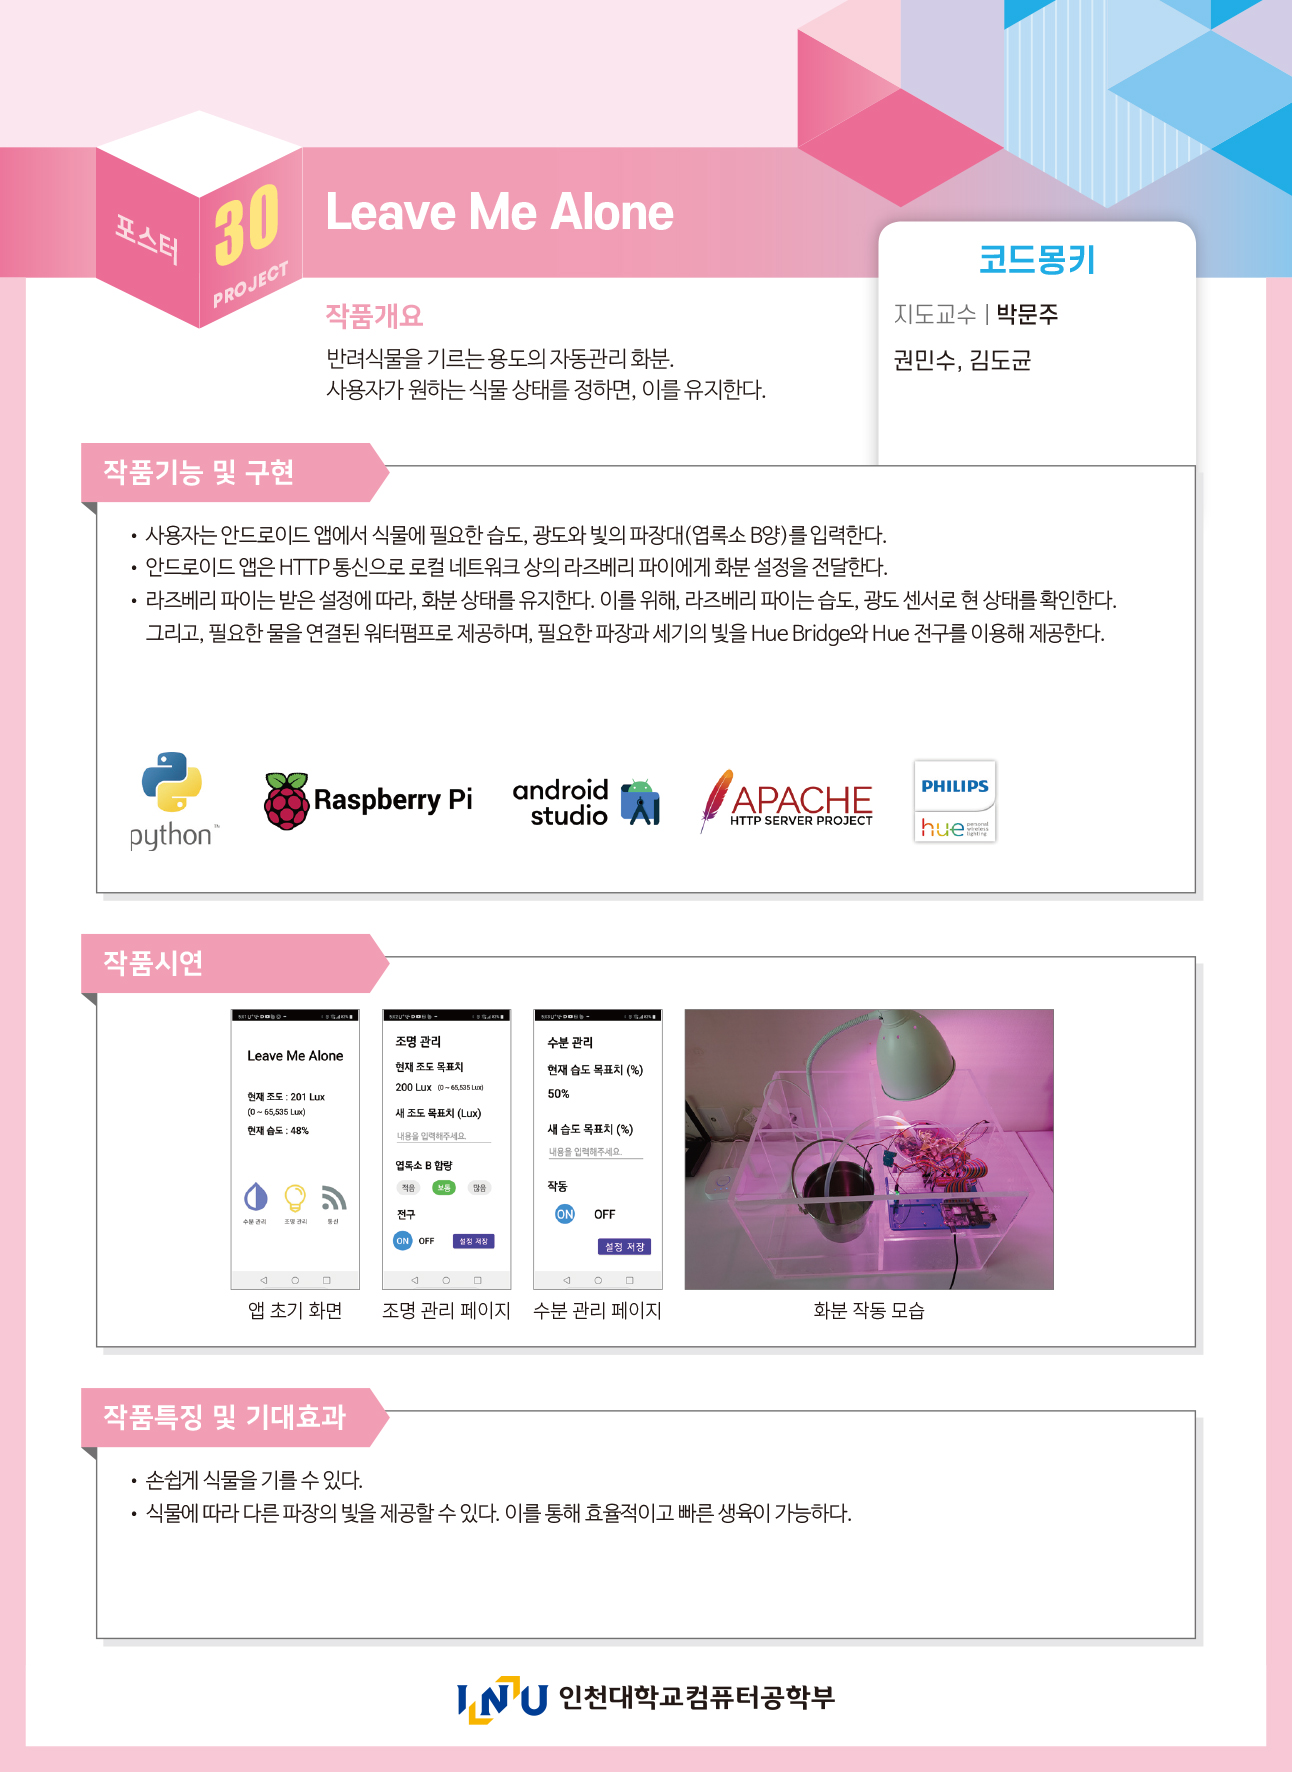 포스터
30
PROJECT
Leave Me Alone
코드몽키
지도교수 | 박문주
권민수, 김도균
작품개요
반려식물을 기르는 용도의 자동관리 화분.
사용자가 원하는 식물 상태를 정하면, 이를 유지한다.
작품기능 및 구현
• 사용자는 안드로이드 앱에서 식물에 필요한 습도, 광도와 빛의 파장대(엽록소 B양)를 입력한다.
• 안드로이드 앱은 HTTP 통신으로 로컬 네트워크 상의 라즈베리 파이에게 화분 설정을 전달한다.
• 라즈베리 파이는 받은 설정에 따라, 화분 상태를 유지한다. 이를 위해, 라즈베리 파이는 습도, 광도 센서로 현 상태를 확인한다.
그리고, 필요한 물을 연결된 워터펌프로 제공하며, 필요한 파장과 세기의 빛을 Hue Bridge와 Hue 전구를 이용해 제공한다.
python™
Raspberry Pi
android
studio
APACHE
HTTP SERVER PROJECT
PHILIPS
hue personal
wireless
lighting
작품시연
Leave Me Alone
현재 조도 : 201 Lux
(0 ~ 65,535 Lux)
현재 습도 : 48%
수분 관리
조명 관리
통신
앱 초기 화면
조명 관리
현재 조도 목표치
200 Lux (0 ~ 65,535 Lux)
새 조도 목표치 (Lux)
내용을 입력해주세요.
엽록소 B 함량
적음 보통 많음
전구
ON OFF 설정 저장
조명 관리 페이지
수분 관리
현재 습도 목표치 (%)
50%
새 습도 목표치 (%)
내용을 입력해주세요.
작동
ON OFF
설정 저장
수분 관리 페이지
화분 작동 모습
작품특징 및 기대효과
• 손쉽게 식물을 기를 수 있다.
• 식물에 따라 다른 파장의 빛을 제공할 수 있다. 이를 통해 효율적이고 빠른 생육이 가능하다.
INU 인천대학교컴퓨터공학부